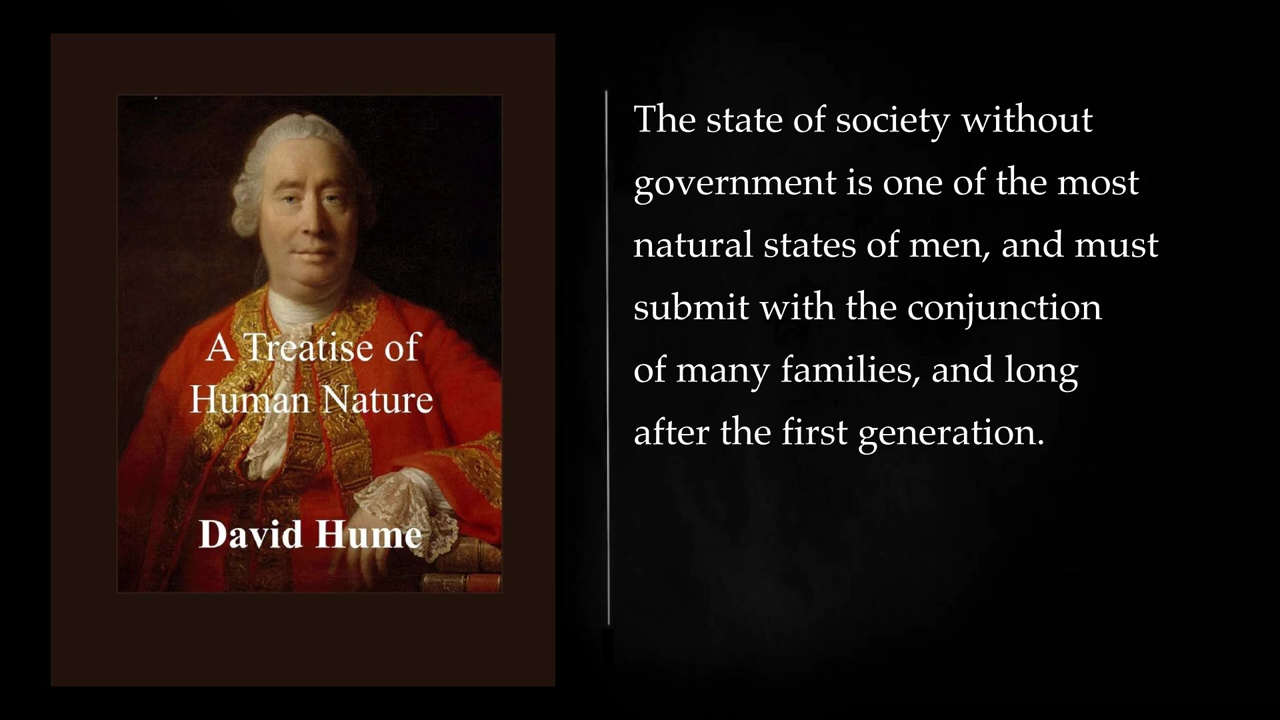 A Treatise of
Human Nature
David Hume
The state of society without
government is one of the most
natural states of men, and must
submit with the conjunction
of many families, and long
after the first generation.